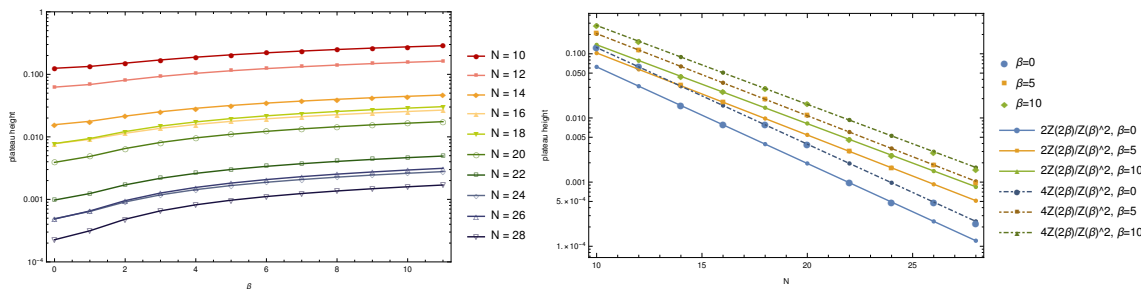 1
0.100
0.010
0.001
10⁻⁴
plateau height
0 2 4 6 8 10
β
N = 10
N = 12
N = 14
N = 16
N = 18
N = 20
N = 22
N = 24
N = 26
N = 28
0.100
0.050
0.010
0.005
0.001
5.×10⁻⁴
1.×10⁻⁴
plateau height
10 15 20 25
N
β=0
β=5
β=10
2Z(2β)/Z(β)^2, β=0
2Z(2β)/Z(β)^2, β=5
2Z(2β)/Z(β)^2, β=10
4Z(2β)/Z(β)^2, β=0
4Z(2β)/Z(β)^2, β=5
4Z(2β)/Z(β)^2, β=10